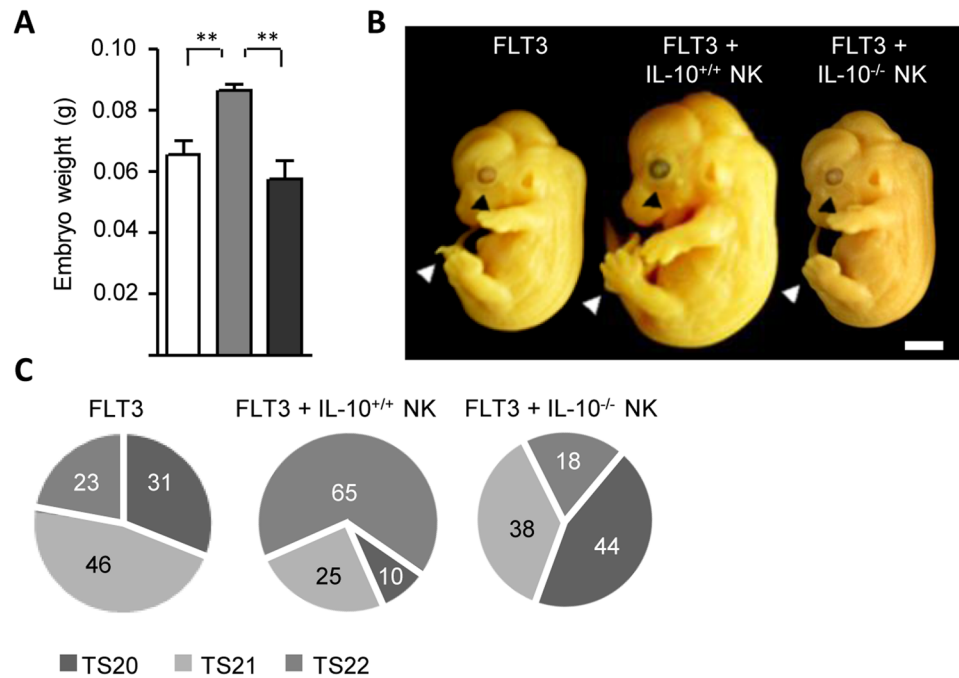 A
Embryo weight (g)
0.10
0.08
0.06
0.04
0.02
** **
B
FLT3
FLT3 +
IL-10+/+ NK
FLT3 +
IL-10-/- NK
C
FLT3
23 31
46
FLT3 + IL-10+/+ NK
65
25 10
FLT3 + IL-10-/- NK
18
38 44
TS20 TS21 TS22